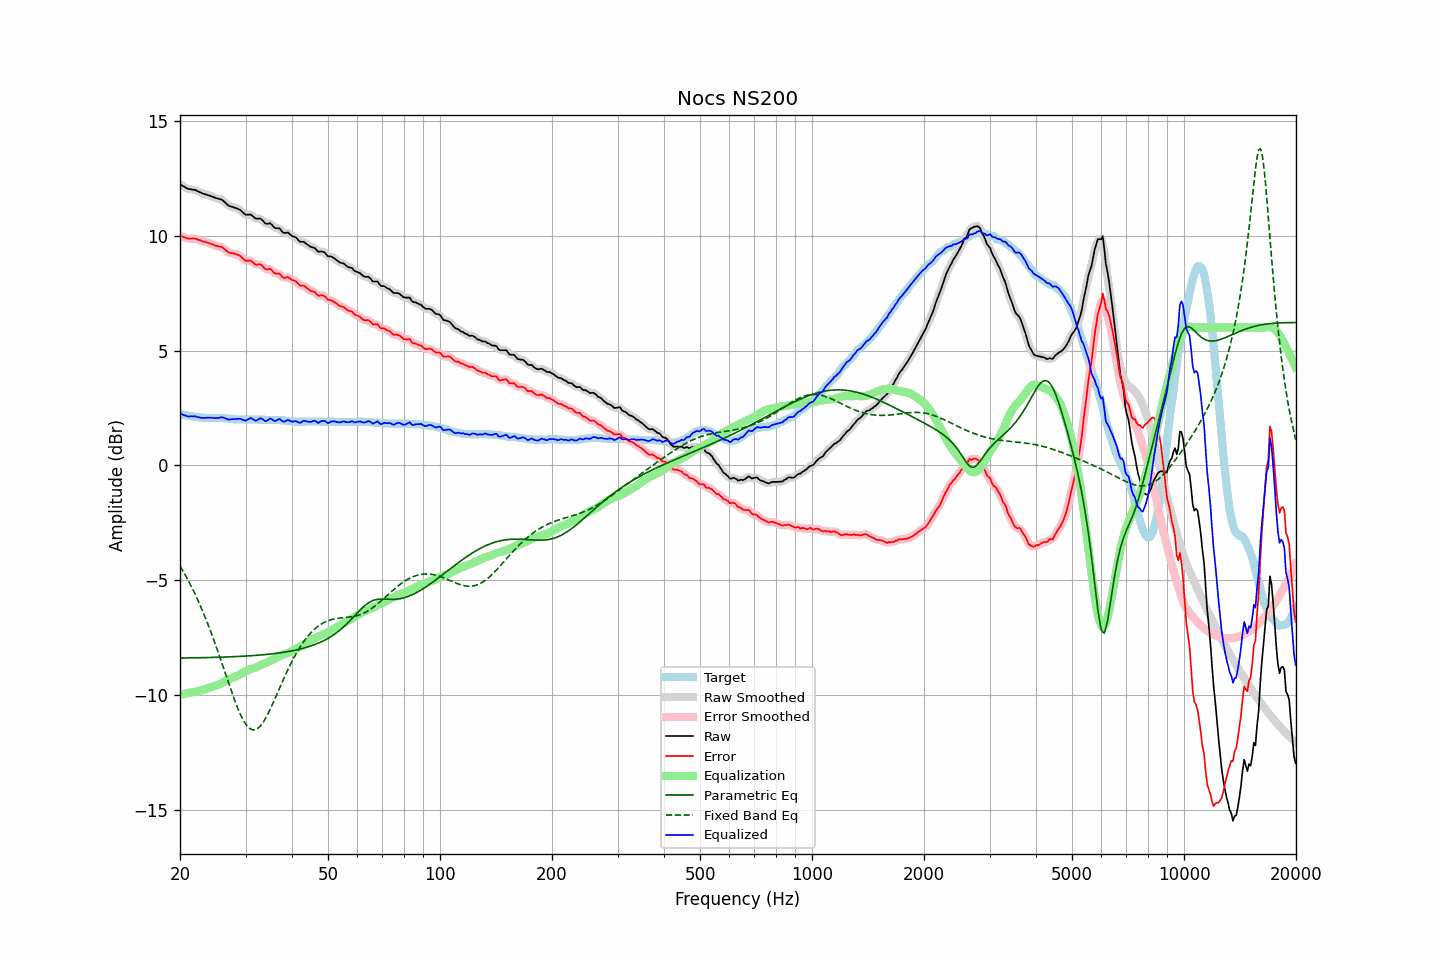 Nocs NS200
15
10
5
0
−5
−10
−15
Amplitude (dBr)
Target
Raw Smoothed
Error Smoothed
Raw
Error
Equalization
Parametric Eq
Fixed Band Eq
Equalized
20
50
100
200
500
1000
2000
5000
10000
20000
Frequency (Hz)